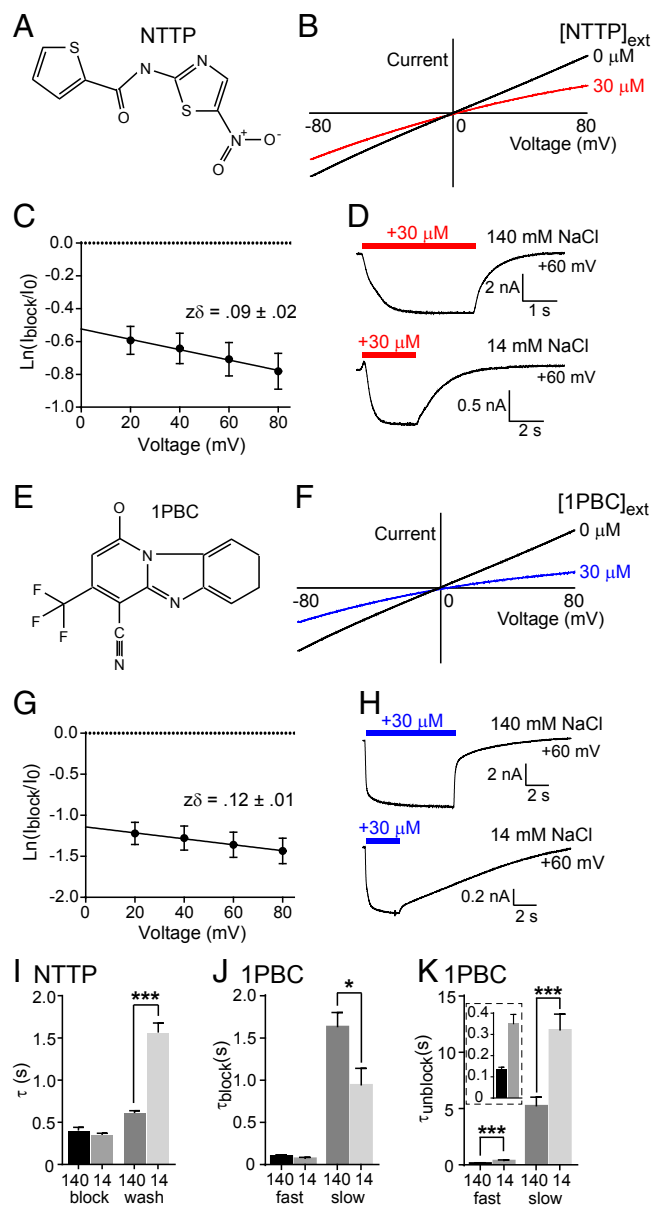 A
NTTP
S
N
N
S
O
N⁺
O⁻
O
B
[NTTP]ext
Current
0 μM
30 μM
-80
0
80
Voltage (mV)
C
0.0
-0.2
-0.4
-0.6
-0.8
-1.0
Ln(Iblock/I0)
zδ = .09 ± .02
0
20
40
60
80
Voltage (mV)
D
+30 μM
140 mM NaCl
+60 mV
2 nA
1 s
+30 μM
14 mM NaCl
+60 mV
0.5 nA
2 s
E
1PBC
O
N
N
F
F
F
C
N
F
[1PBC]ext
Current
0 μM
30 μM
-80
0
80
Voltage (mV)
G
0.0
-0.5
-1.0
-1.5
-2.0
Ln(Iblock/I0)
zδ = .12 ± .01
0
20
40
60
80
Voltage (mV)
H
+30 μM
140 mM NaCl
+60 mV
2 nA
2 s
+30 μM
14 mM NaCl
+60 mV
0.2 nA
2 s
I NTTP
2.0
1.5
1.0
0.5
0
τ (s)
***
140 14 140 14
block wash
J 1PBC
2.0
1.5
1.0
0.5
0.0
τblock(s)
*
140 14 140 14
fast slow
K 1PBC
15
10
5
0
τunblock(s)
0.4
0.3
0.2
0.1
0
***
***
140 14 140 14
fast slow